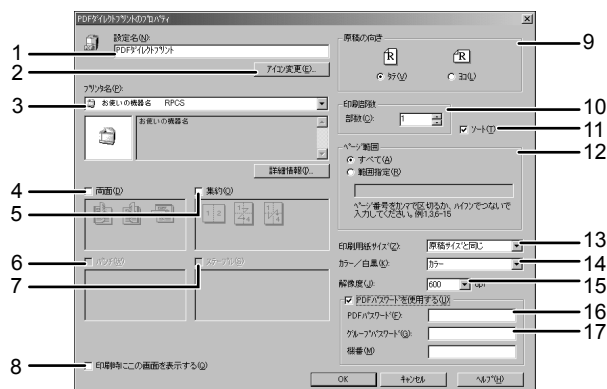 PDFﾀﾞｲﾚｸﾄﾌﾟﾘﾝﾄのﾌﾟﾛﾊﾟﾃｨ
設定名(N):
PDFﾀﾞｲﾚｸﾄﾌﾟﾘﾝﾄ
ｱｲｺﾝ変更(E)...
ﾌﾟﾘﾝﾀ名(P):
お使いの機器名 RPCS
お使いの機器名
詳細情報(I)...
両面(D)
集約(O)
ﾊﾟﾝﾁ(W)
ｽﾃｰﾌﾟﾙ(G)
印刷時にこの画面を表示する(Q)
原稿の向き
R
R
ﾀﾃ(V)
ﾖｺ(L)
印刷部数
部数(C):
1
ｿｰﾄ(T)
ﾍﾟｰｼﾞ範囲
すべて(A)
範囲指定(R)
ﾍﾟｰｼﾞ番号をｶﾝﾏで区切るか、ﾊｲﾌﾝでつないで
入力してください。例1,3,6-15
印刷用紙ｻｲｽﾞ(Z):
原稿ｻｲｽﾞと同じ
ｶﾗｰ／白黒(K):
ｶﾗｰ
解像度(J):
600
dpi
PDFﾊﾟｽﾜｰﾄﾞを使用する(U)
PDFﾊﾟｽﾜｰﾄﾞ(F):
ｸﾞﾙｰﾌﾟﾊﾟｽﾜｰﾄﾞ(G):
機番(M)
OK
ｷｬﾝｾﾙ
ﾍﾙﾌﾟ(H)
1
2
3
4
5
6
7
8
9
10
11
12
13
14
15
16
17